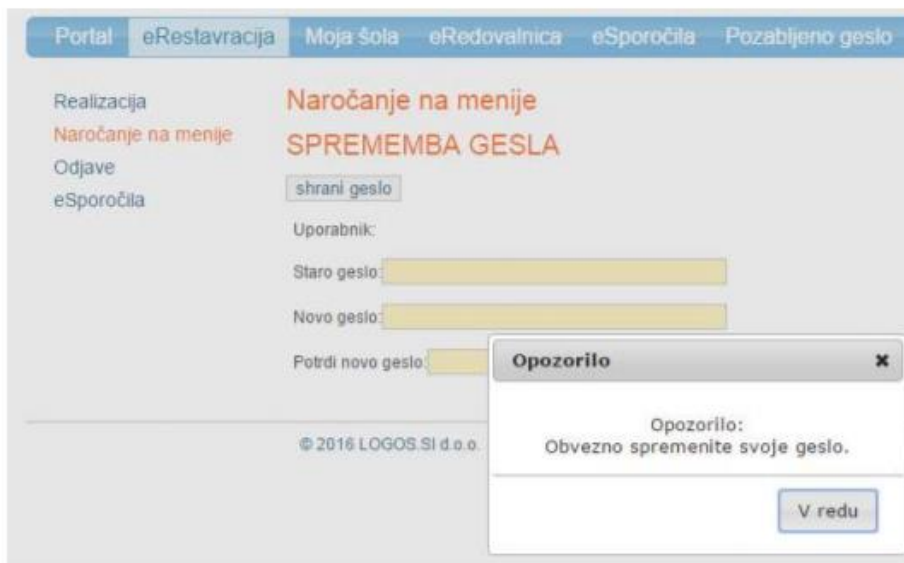 Portal eRestavracija Moja šola eRedovalnica eSporočila Pozabljeno geslo
Realizacija
Naročanje na menije
Odjave
eSporočila
Naročanje na menije
SPREMEMBA GESLA
shrani geslo
Uporabnik:
Staro geslo:
Novo geslo:
Potrdi novo geslo:
© 2016 LOGOS.SI d.o.o.
Opozorilo
Opozorilo:
Obvezno spremenite svoje geslo.
V redu